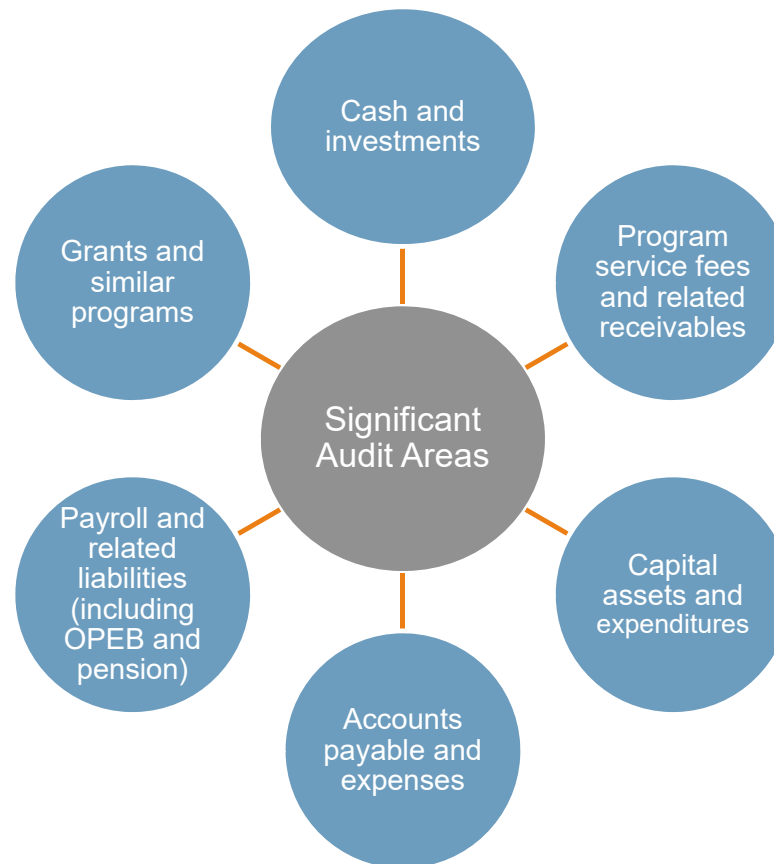 Cash and
investments
Program
service fees
and related
receivables
Capital
assets and
expenditures
Accounts
payable and
expenses
Payroll and
related
liabilities
(including
OPEB and
pension)
Grants and
similar
programs
Significant
Audit Areas